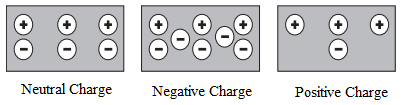 + + +
- - -
Neutral Charge
+ + +
- - - - -
Negative Charge
+ + +
-
Positive Charge